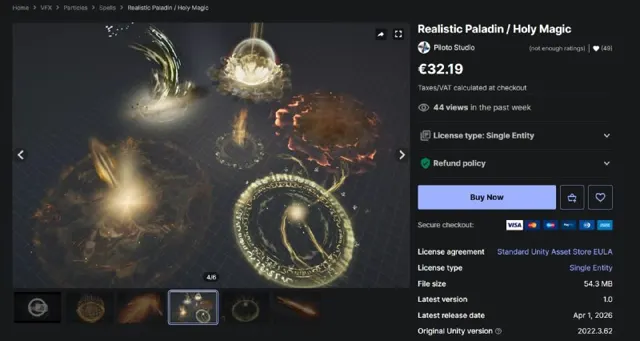 Home > VFX > Particles > Spells > Realistic Paladin / Holy Magic
Realistic Paladin / Holy Magic
Piloto Studio
(not enough ratings) | (49)
€32.19
Taxes/VAT calculated at checkout
44 views in the past week
License type: Single Entity
Refund policy
Buy Now
Secure checkout:
VISA
4/6
License agreement Standard Unity Asset Store EULA
License type Single Entity
File size 54.3 MB
Latest version 1.0
Latest release date Apr 1, 2026
Original Unity version 2022.3.62